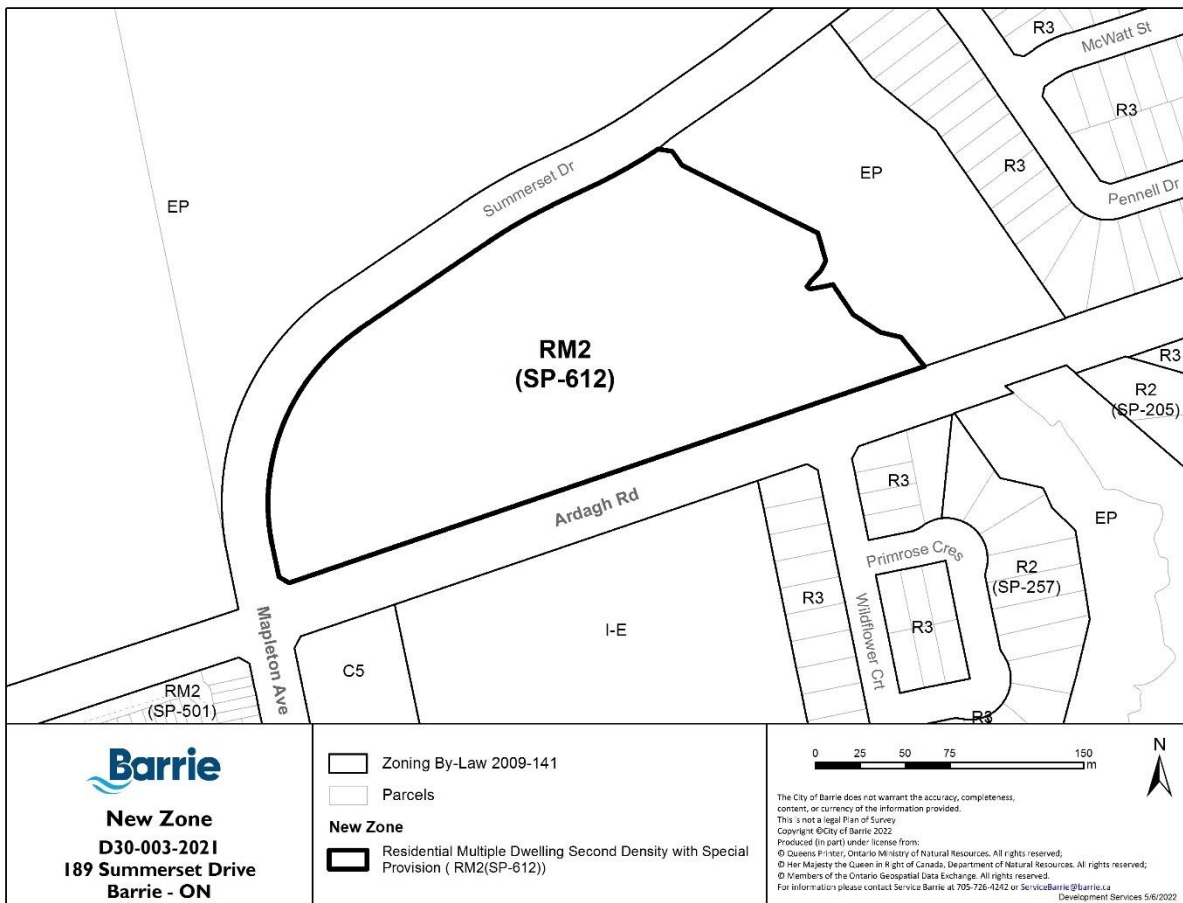 R3
McWatt St
R3
R3
EP
Pennell Dr
EP
Summerset Dr
RM2
(SP-612)
R3
R2
(SP-205)
Ardagh Rd
R3
EP
Primrose Cres
R2
(SP-257)
R3
Wildflower Crt
R3
I-E
Mapleton Ave
C5
RM2
(SP-501)
R3
Barrie
New Zone
D30-003-2021
189 Summerset Drive
Barrie - ON
Zoning By-Law 2009-141
Parcels
New Zone
Residential Multiple Dwelling Second Density with Special
Provision ( RM2(SP-612))
0 25 50 75 150
m
N
The City of Barrie does not warrant the accuracy, completeness,
content, or currency of the information provided.
This is not a legal Plan of Survey
Copyright ©City of Barrie 2022
Produced (in part) under license from:
© Queens Printer, Ontario Ministry of Natural Resources. All rights reserved;
© Her Majesty the Queen in Right of Canada, Department of Natural Resources. All rights reserved;
© Members of the Ontario Geospatial Data Exchange. All rights reserved.
For information please contact Service Barrie at 705-726-4242 or ServiceBarrie@barrie.ca
Development Services 5/6/2022